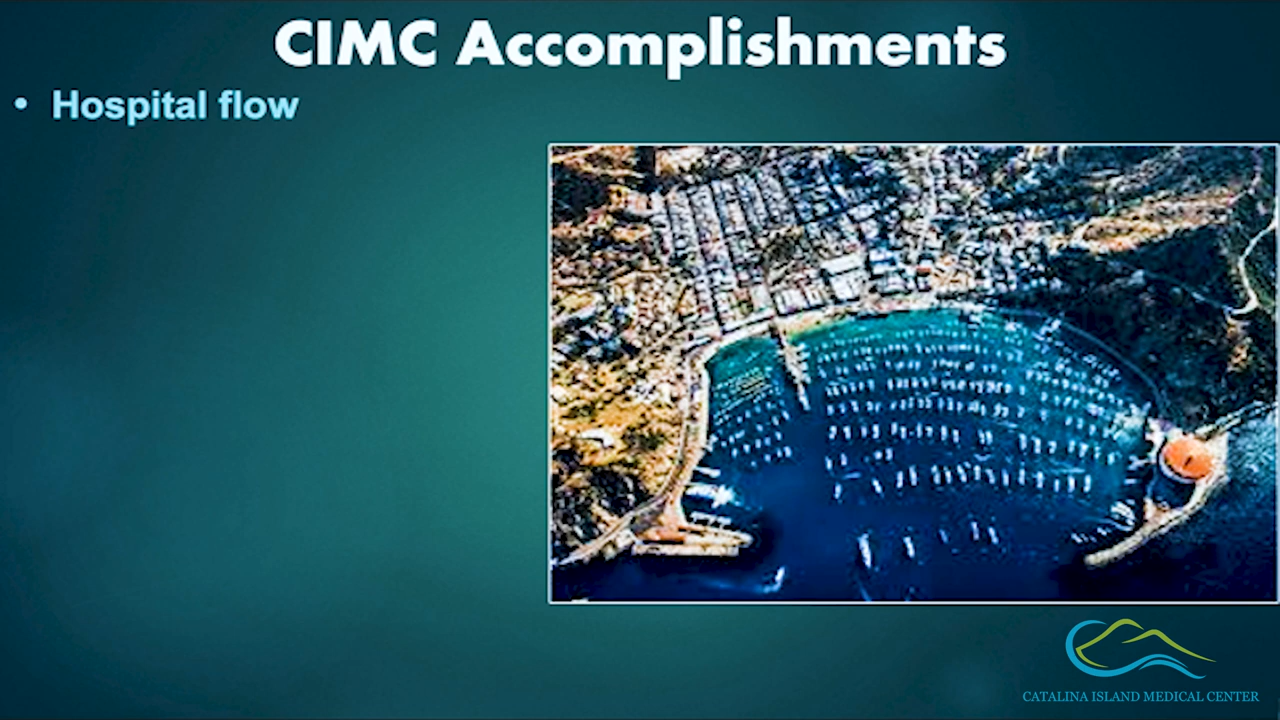 CIMC Accomplishments
• Hospital flow
CATALINA ISLAND MEDICAL CENTER